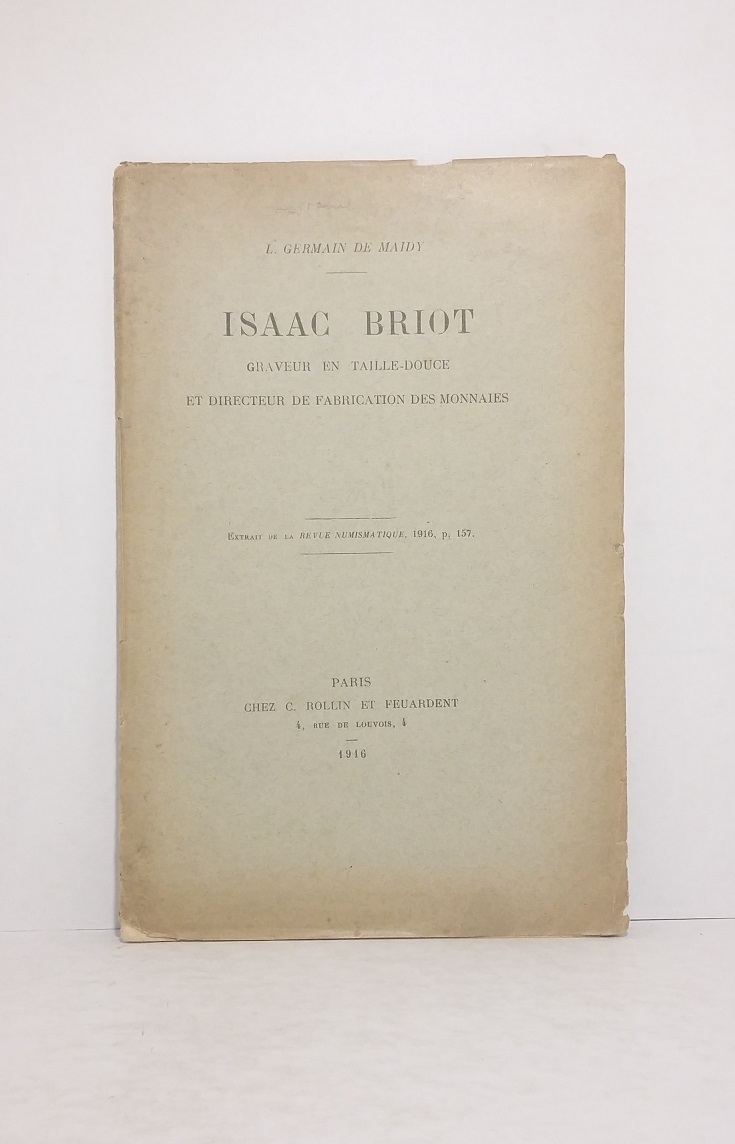 L. GERMAIN DE MAIDY
ISAAC BRIOT
GRAVEUR EN TAILLE-DOUCE
ET DIRECTEUR DE FABRICATION DES MONNAIES
EXTRAIT DE LA REVUE NUMISMATIQUE, 1916, p. 157.
PARIS
CHEZ C. ROLLIN ET FEUARDENT
4, RUE DE LOUVOIS, 4
1916